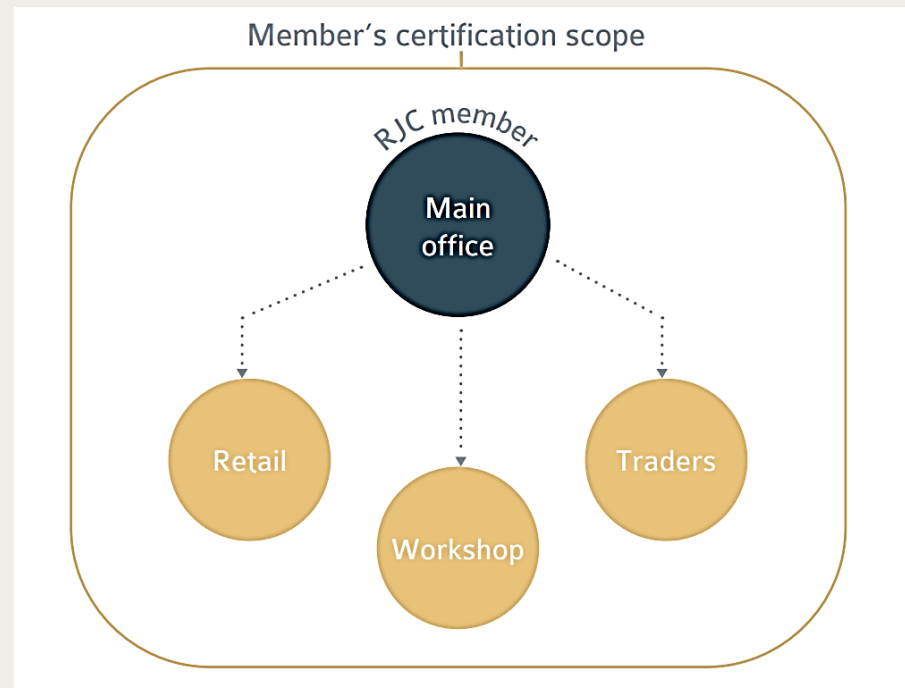 Member’s certification scope
RJC member
Main
office
Retail
Traders
Workshop